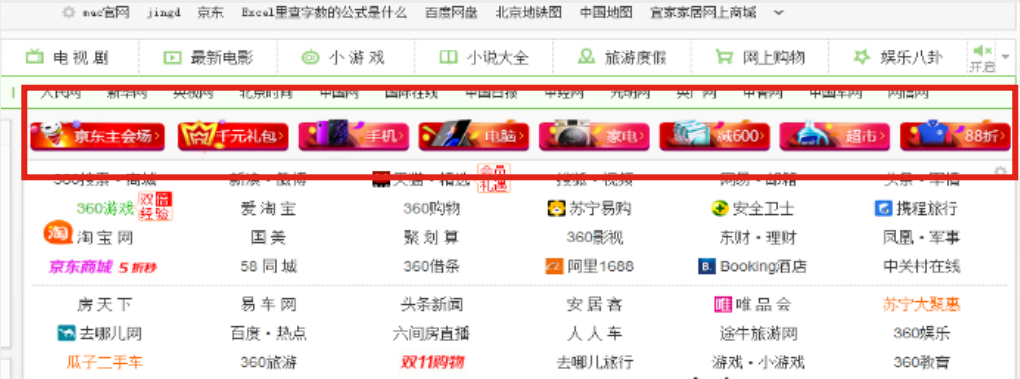 mac官网 jingd 京东 Excel里查字数的公式是什么 百度网盘 北京地铁图 中国地图 宜家家居网上商城
电视剧 最新电影 小游戏 小说大全 旅游度假 网上购物 娱乐八卦 开启
人民网 新华网 央视网 北京时间 中国网 国际在线 中国日报 中经网 光明网 央广网 中青网 中国军网 网信网
京东主会场› 千元礼包› 手机› 电脑› 家电› 减600› 超市› 88折›
360搜索·商城 新浪·微博 天猫·精选 会员礼遇 搜狐·视频 网易·邮箱 头条·军情
360游戏 双倍经验 爱淘宝 360购物 苏宁易购 安全卫士 携程旅行
淘 淘宝网 国美 聚划算 360影视 东财·理财 凤凰·军事
京东商城 5折秒 58同城 360借条 阿里1688 B. Booking酒店 中关村在线
房天下 易车网 头条新闻 安居客 唯 唯品会 苏宁大聚惠
去哪儿网 百度·热点 六间房直播 人人车 途牛旅游网 360娱乐
瓜子二手车 360旅游 双11购物 去哪儿旅行 游戏·小游戏 360教育